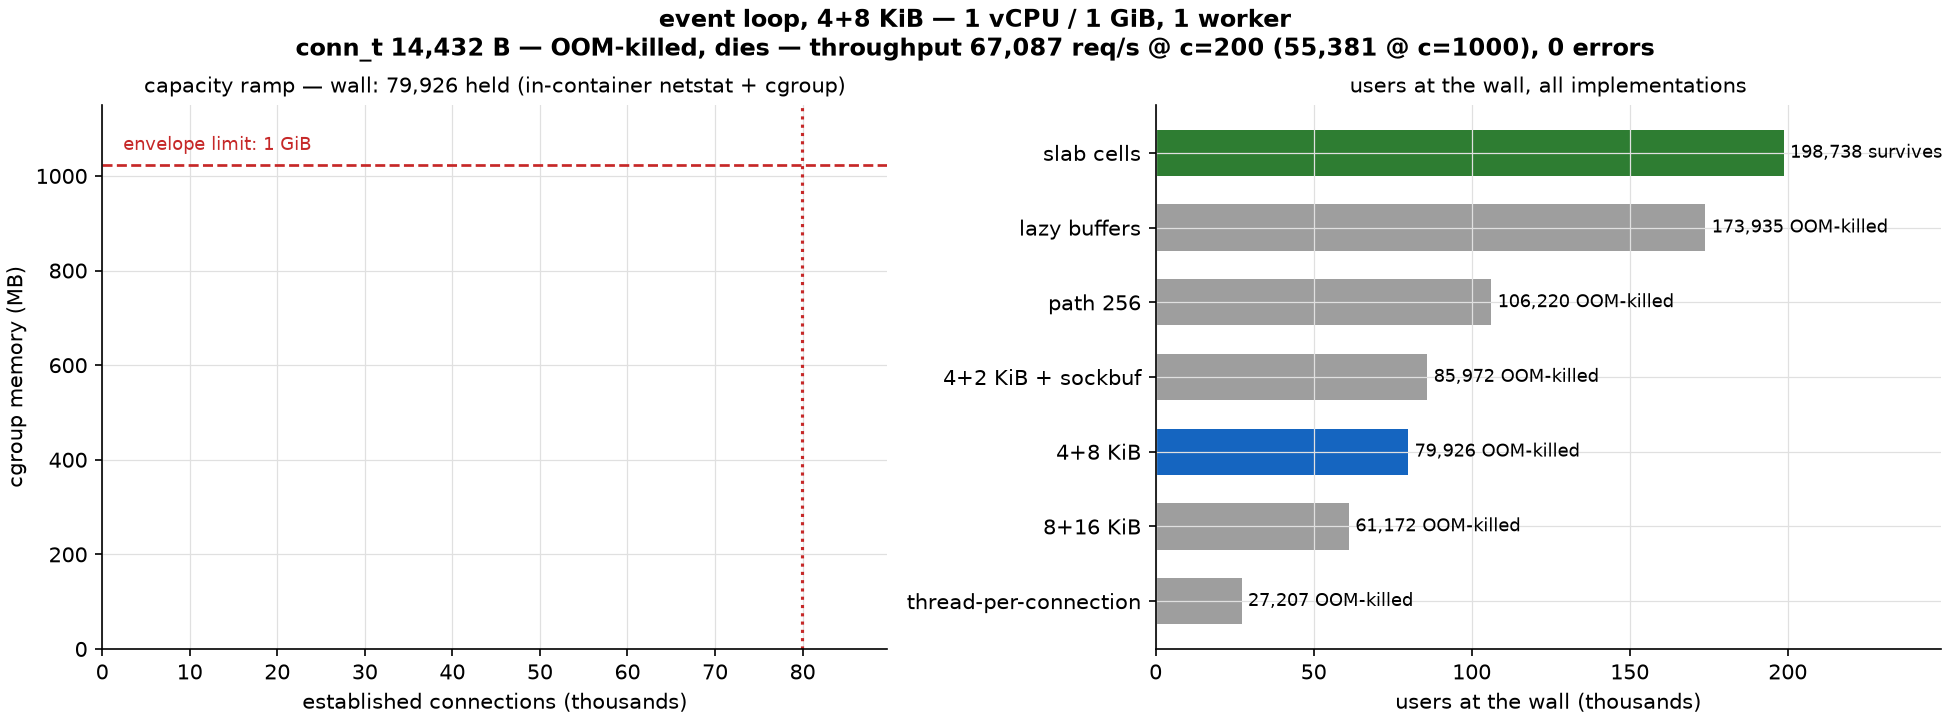 event loop, 4+8 KiB — 1 vCPU / 1 GiB, 1 worker
conn_t 14,432 B — OOM-killed, dies — throughput 67,087 req/s @ c=200 (55,381 @ c=1000), 0 errors
capacity ramp — wall: 79,926 held (in-container netstat + cgroup)
envelope limit: 1 GiB
cgroup memory (MB)
1000
800
600
400
200
0
0 10 20 30 40 50 60 70 80
established connections (thousands)
users at the wall, all implementations
slab cells 198,738 survives
lazy buffers 173,935 OOM-killed
path 256 106,220 OOM-killed
4+2 KiB + sockbuf 85,972 OOM-killed
4+8 KiB 79,926 OOM-killed
8+16 KiB 61,172 OOM-killed
thread-per-connection 27,207 OOM-killed
0 50 100 150 200
users at the wall (thousands)